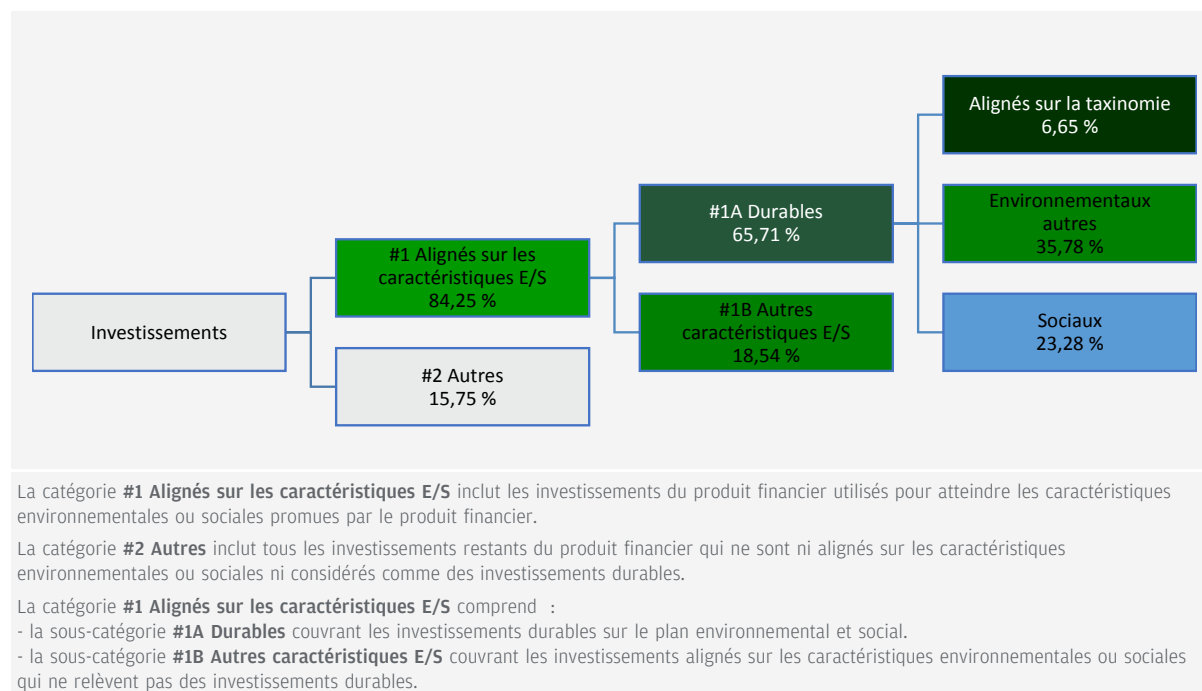 Investissements
#1 Alignés sur les
caractéristiques E/S
84,25 %
#2 Autres
15,75 %
#1A Durables
65,71 %
#1B Autres
caractéristiques E/S
18,54 %
Alignés sur la taxinomie
6,65 %
Environnementaux
autres
35,78 %
Sociaux
23,28 %
La catégorie #1 Alignés sur les caractéristiques E/S inclut les investissements du produit financier utilisés pour atteindre les caractéristiques
environnementales ou sociales promues par le produit financier.
La catégorie #2 Autres inclut tous les investissements restants du produit financier qui ne sont ni alignés sur les caractéristiques
environnementales ou sociales ni considérés comme des investissements durables.
La catégorie #1 Alignés sur les caractéristiques E/S comprend :
- la sous-catégorie #1A Durables couvrant les investissements durables sur le plan environnemental et social.
- la sous-catégorie #1B Autres caractéristiques E/S couvrant les investissements alignés sur les caractéristiques environnementales ou sociales
qui ne relèvent pas des investissements durables.